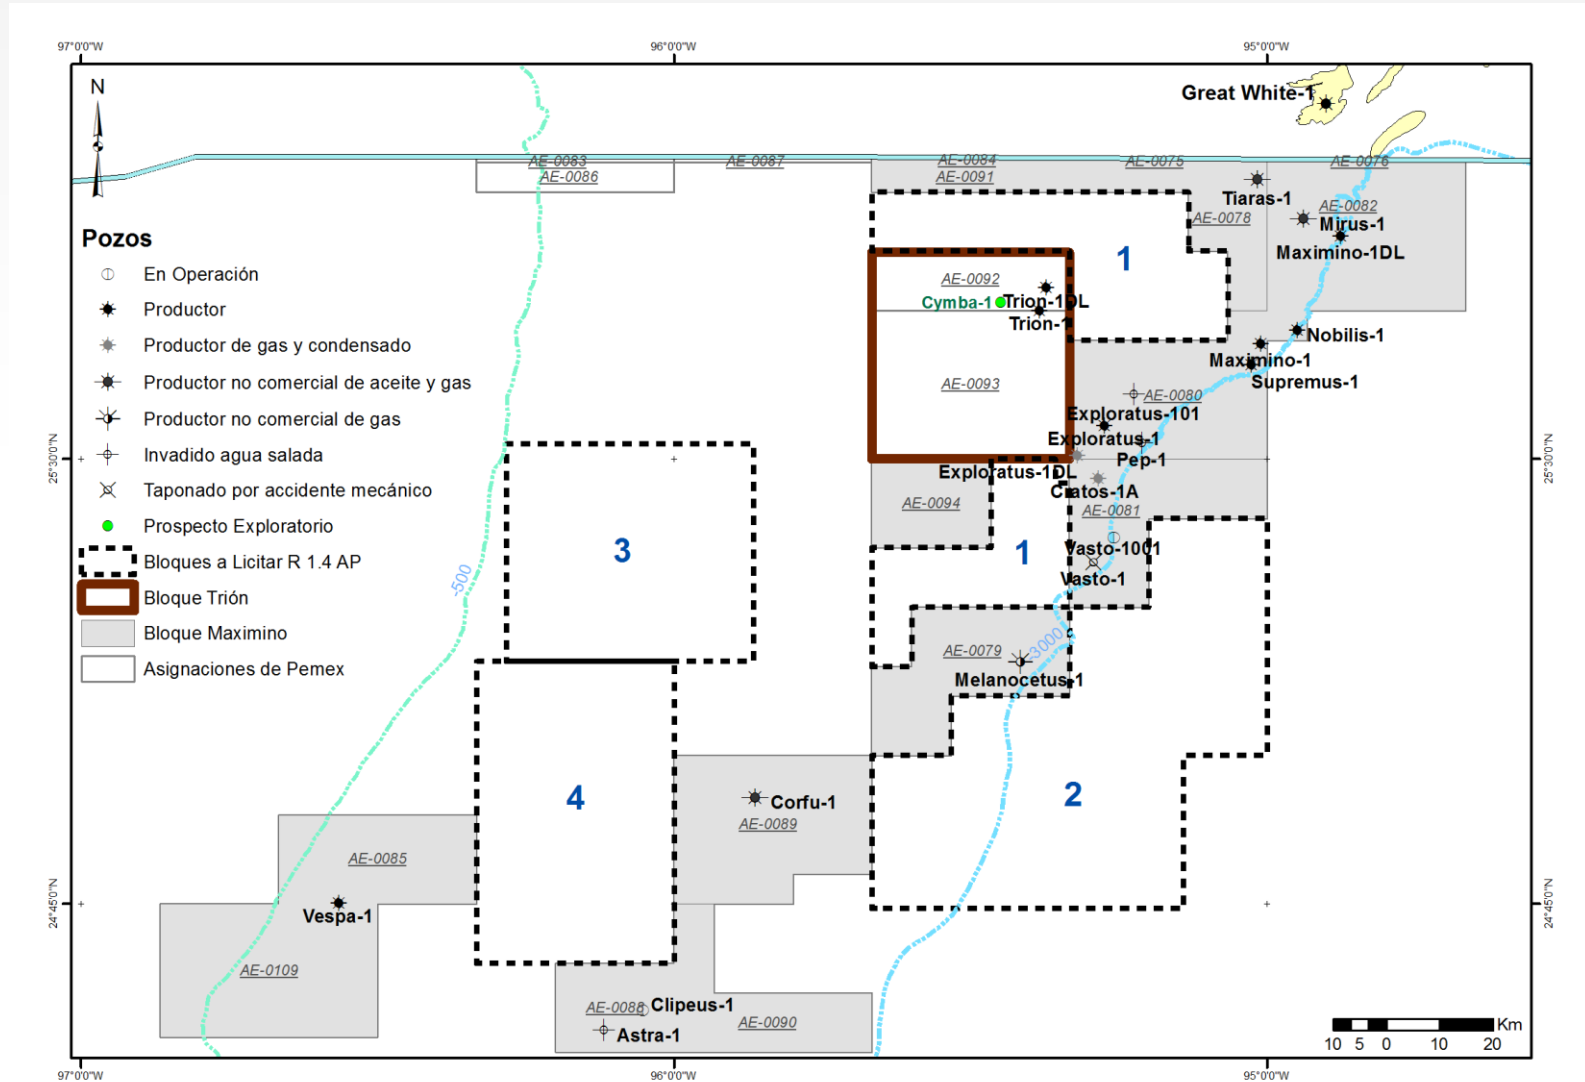 97°0'0"W
96°0'0"W
95°0'0"W
N
Great White-1
AE-0083
AE-0087
AE-0084
AE-0075
AE-0076
AE-0086
AE-0091
Tiaras-1
AE-0082
AE-0078
Mirus-1
Maximino-1DL
Pozos
En Operación
Productor
Productor de gas y condensado
Productor no comercial de aceite y gas
Productor no comercial de gas
Invadido agua salada
Taponado por accidente mecánico
Prospecto Exploratorio
Bloques a Licitar R 1.4 AP
Bloque Trión
Bloque Maximino
Asignaciones de Pemex
1
AE-0092
Cymba-1
Trion-1DL
Trion-1
Nobilis-1
Maximino-1
Supremus-1
AE-0093
AE-0080
Exploratus-101
Exploratus-1
Pep-1
Exploratus-1DL
Cratos-1A
AE-0094
AE-0081
25°30'0"N
25°30'0"N
3
1
Vasto-1001
Vasto-1
-500
-3000
AE-0079
Melanocetus-1
4
2
Corfu-1
AE-0089
AE-0085
Vespa-1
24°45'0"N
24°45'0"N
AE-0109
AE-0088
Clipeus-1
AE-0090
Astra-1
Km
10 5 0 10 20
97°0'0"W
96°0'0"W
95°0'0"W